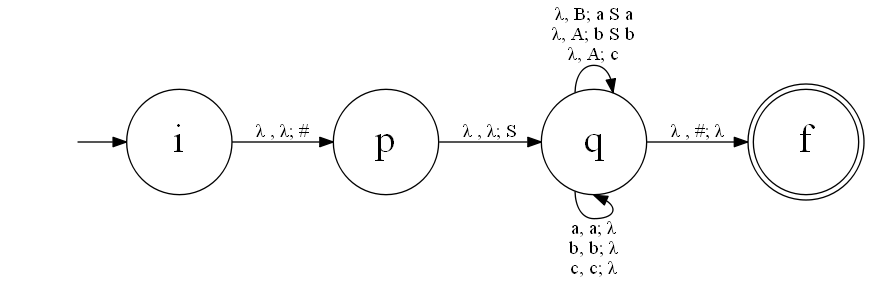 λ, B; a S a
λ, A; b S b
λ, A; c
i
λ , λ; #
p
λ , λ; S
q
λ , #; λ
f
a, a; λ
b, b; λ
c, c; λ